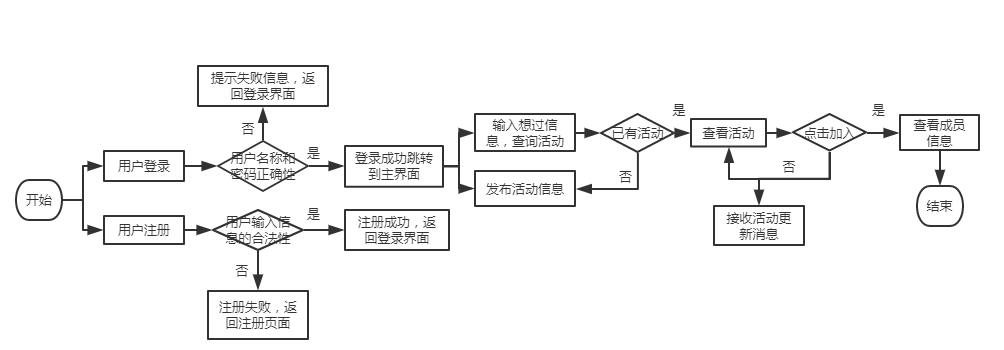 开始
用户登录
用户名称和
密码正确性
否
提示失败信息，返
回登录界面
是
登录成功跳转
到主界面
用户注册
用户输入信
息的合法性
是
注册成功，返
回登录界面
否
注册失败，返
回注册页面
输入想过信
息，查询活动
发布活动信息
已有活动
否
是
查看活动
点击加入
否
接收活动更
新消息
是
查看成员
信息
结束